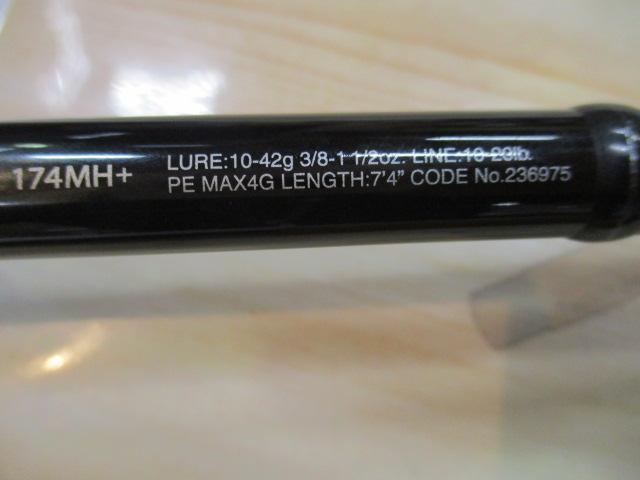 174MH+
LURE:10-42g 3/8-1 1/2oz. LINE:10-20lb.
PE MAX4G LENGTH:7'4" CODE No.236975